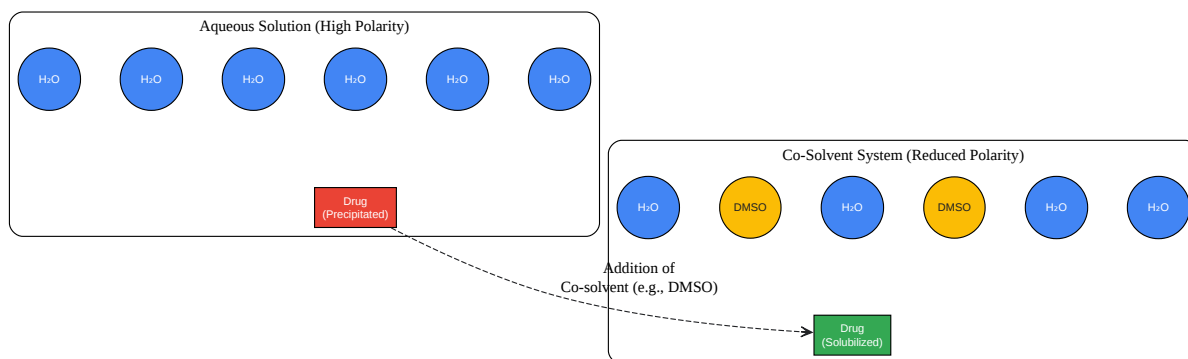 Aqueous Solution (High Polarity)
H₂O
H₂O
H₂O
H₂O
H₂O
H₂O
Drug
(Precipitated)
Co-Solvent System (Reduced Polarity)
H₂O
DMSO
H₂O
DMSO
H₂O
H₂O
Addition of
Co-solvent (e.g., DMSO)
Drug
(Solubilized)